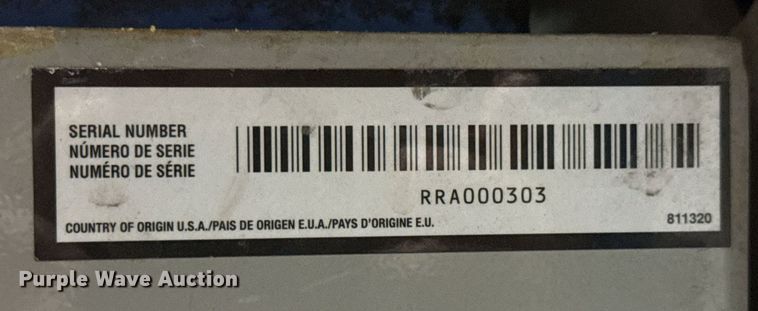 SERIAL NUMBER
NÚMERO DE SERIE
NUMÉRO DE SÉRIE
RRA000303
COUNTRY OF ORIGIN U.S.A./PAIS DE ORIGEN E.U.A./PAYS D'ORIGINE E.U.
811320
Purple Wave Auction